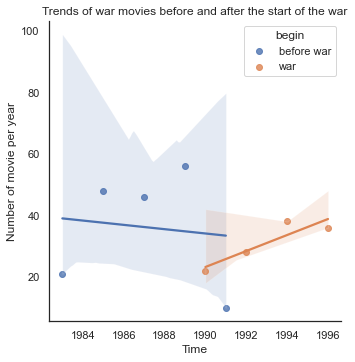 Trends of war movies before and after the start of the war
begin
before war
war
Number of movie per year
100
80
60
40
20
1984 1986 1988 1990 1992 1994 1996
Time